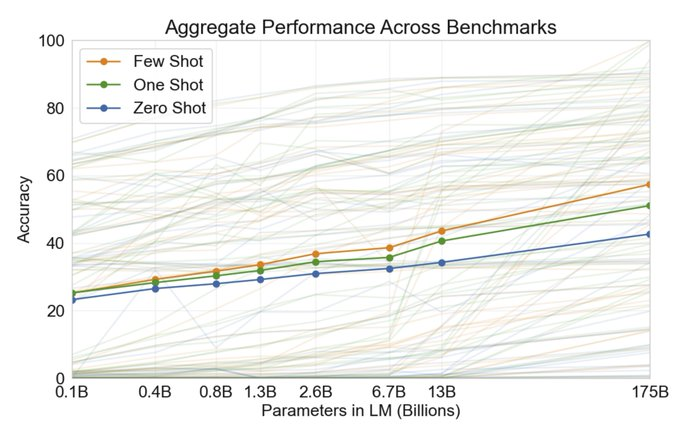 Aggregate Performance Across Benchmarks
100
Few Shot
One Shot
Zero Shot
80
60
Accuracy
40
20
0
0.1B 0.4B 0.8B 1.3B 2.6B 6.7B 13B 175B
Parameters in LM (Billions)